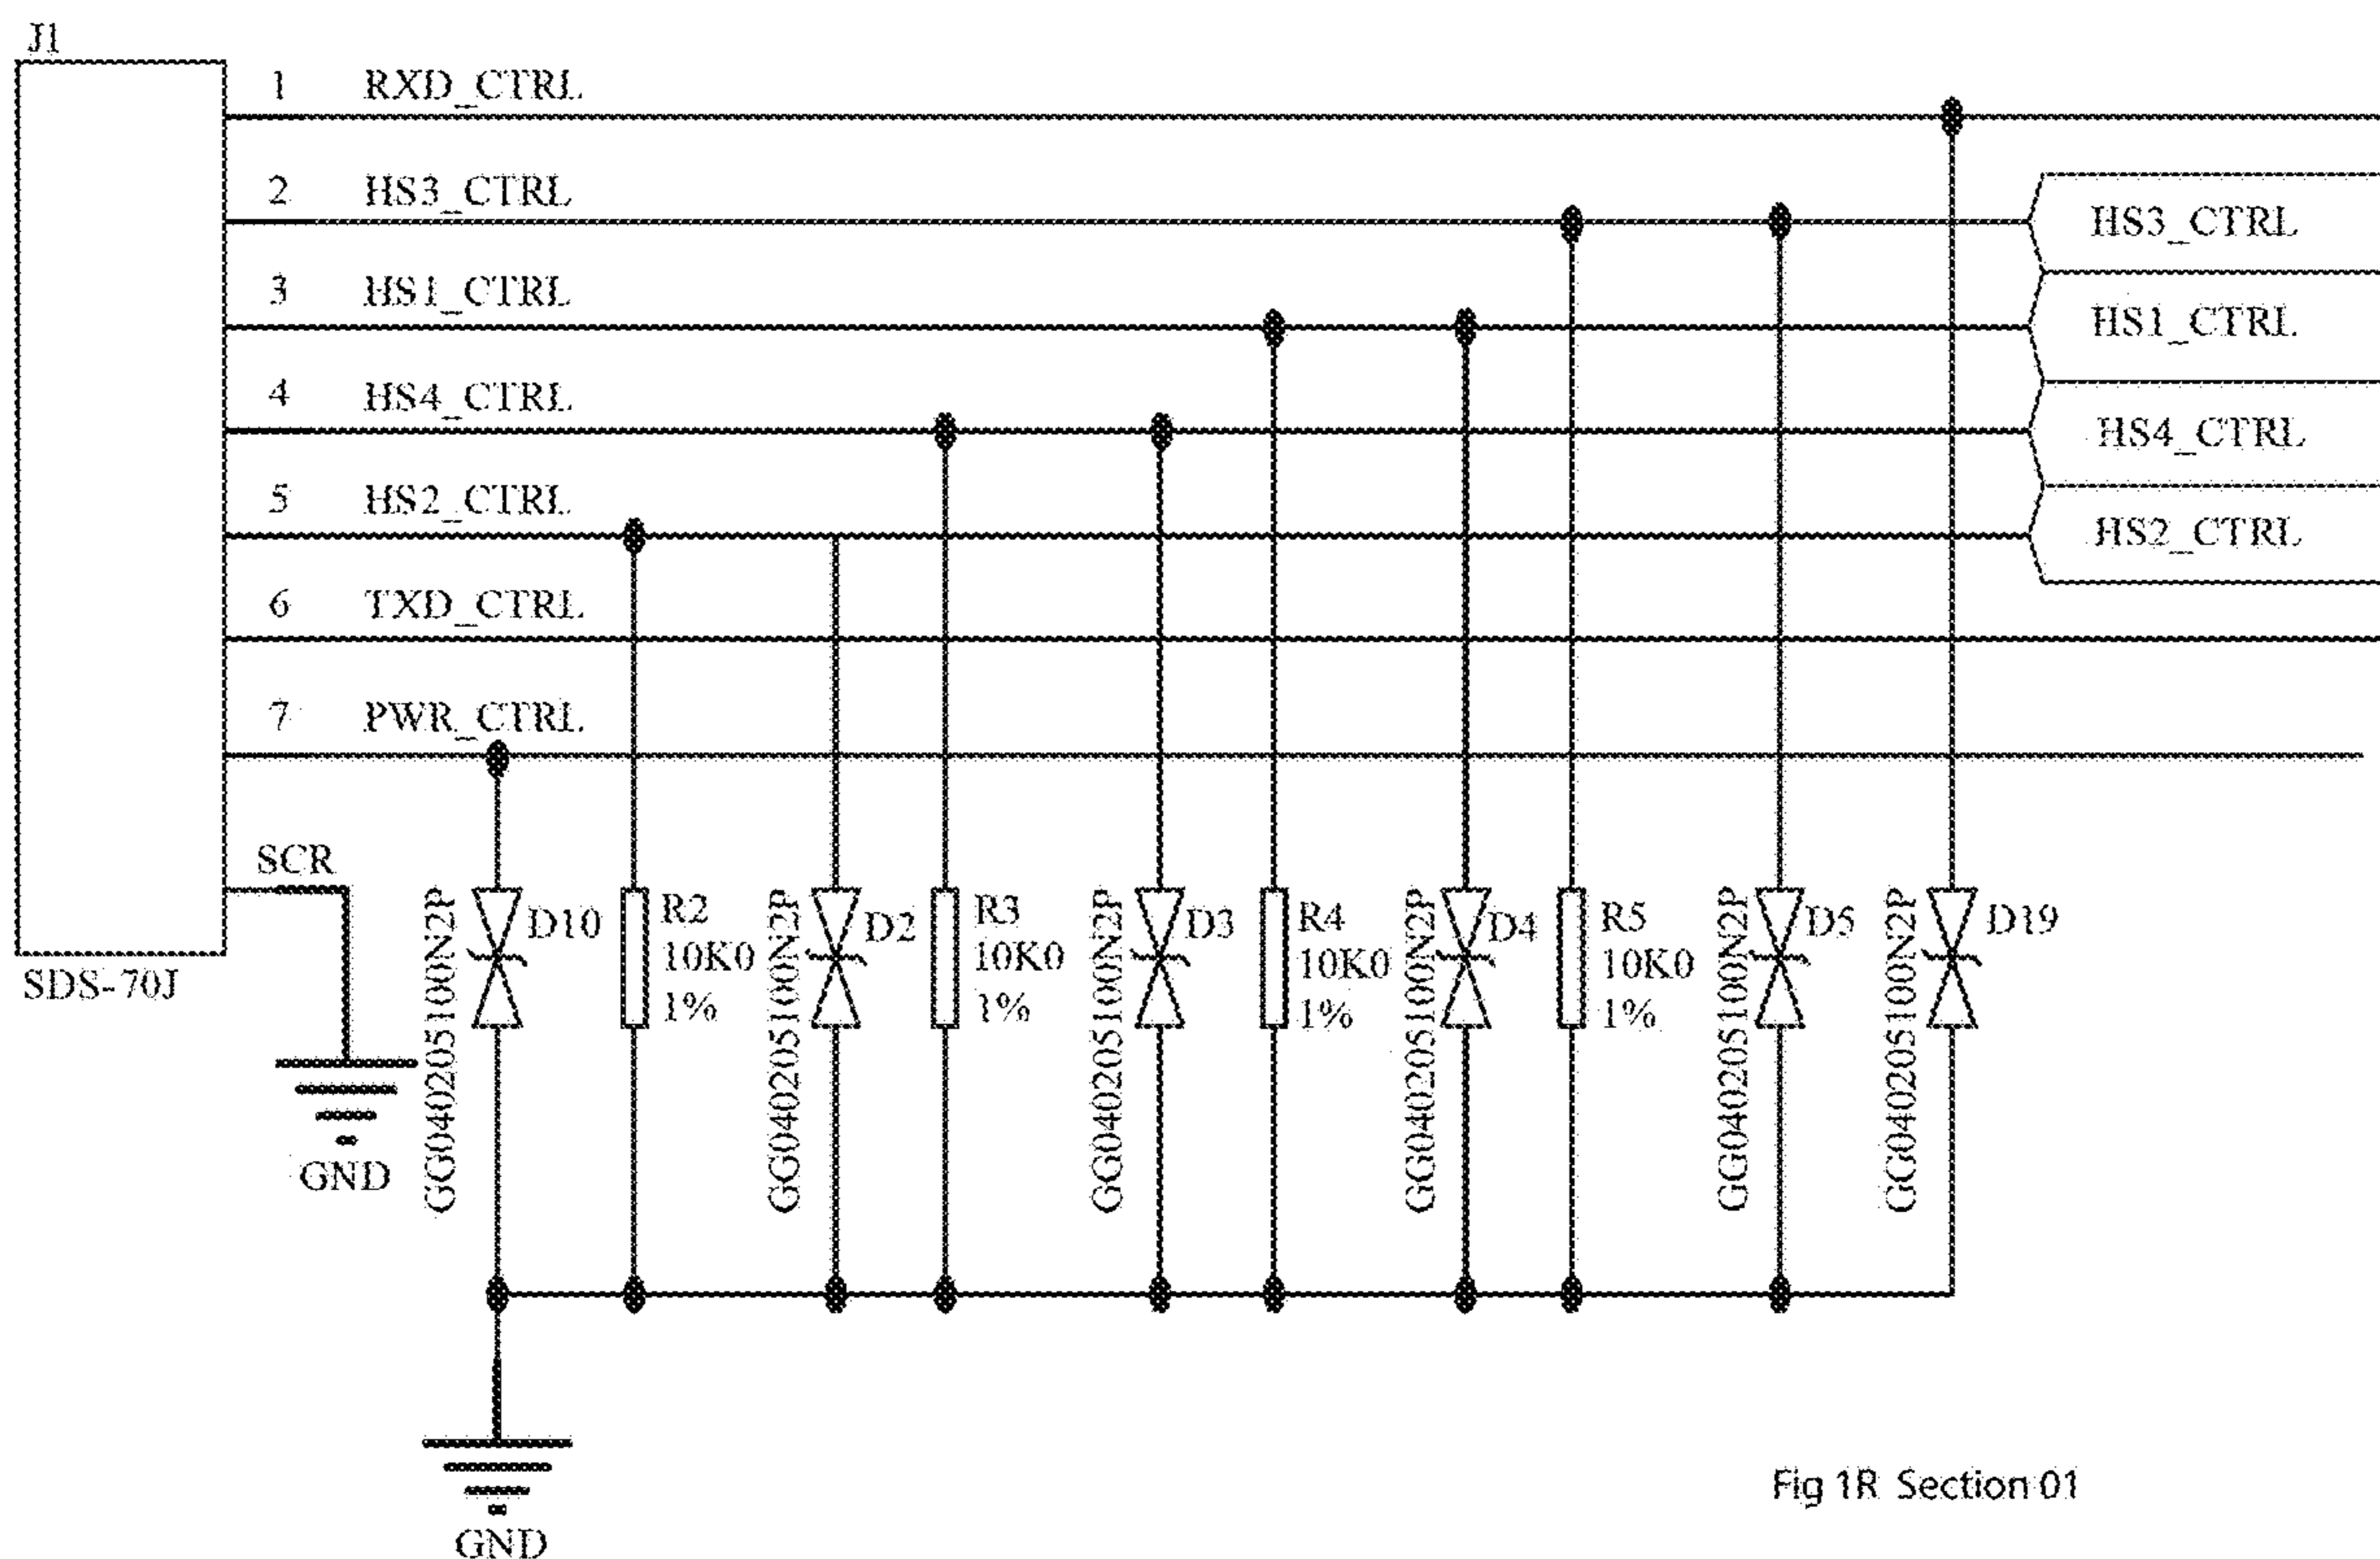 J1
1 RXD_CTRL
2 HS3_CTRL
HS3_CTRL
3 HS1_CTRL
HS1_CTRL
4 HS4_CTRL
HS4_CTRL
5 HS2_CTRL
HS2_CTRL
6 TXD_CTRL
7 PWR_CTRL
SCR
SDS-70J
GND
GG040205100N2P
D10
R2
10K0
1%
GG040205100N2P
D2
R3
10K0
1%
GG040205100N2P
D3
R4
10K0
1%
GG040205100N2P
D4
R5
10K0
1%
GG040205100N2P
D5
GG040205100N2P
D19
GND
Fig 1R Section 01